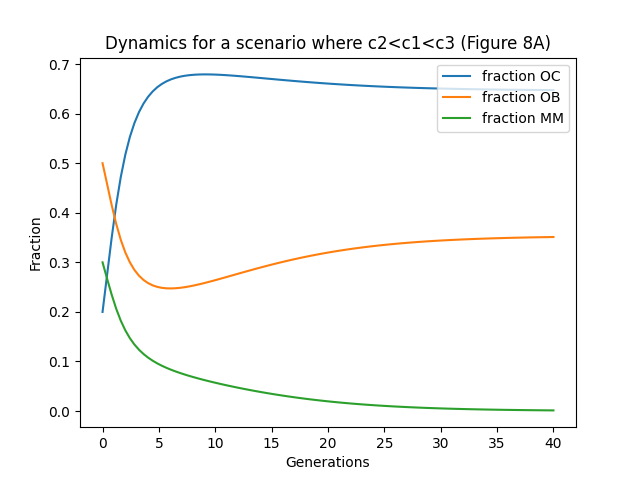 Dynamics for a scenario where c2<c1<c3 (Figure 8A)
fraction OC
fraction OB
fraction MM
Fraction
0.7
0.6
0.5
0.4
0.3
0.2
0.1
0.0
0 5 10 15 20 25 30 35 40
Generations